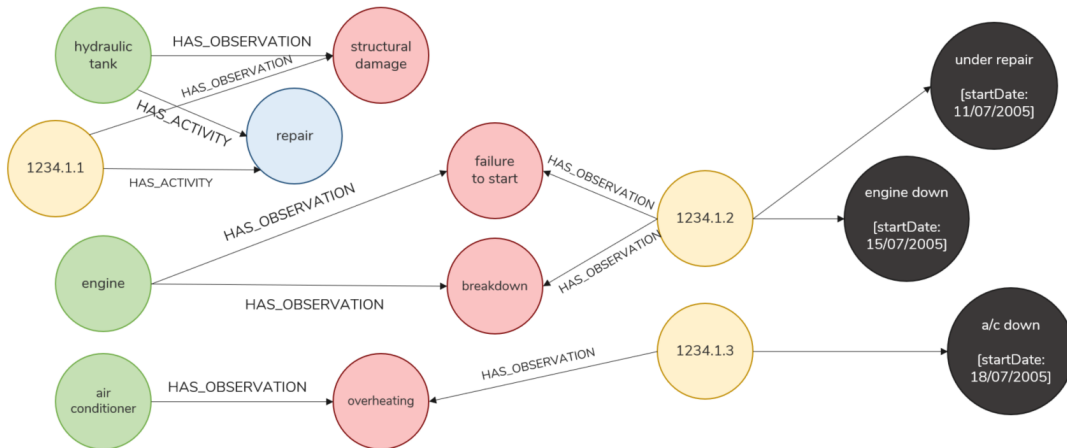 hydraulic
tank
HAS_OBSERVATION
structural
damage
HAS_OBSERVATION
under repair
[startDate:
11/07/2005]
HAS_ACTIVITY
repair
1234.1.1
HAS_ACTIVITY
failure
to start
HAS_OBSERVATION
HAS_OBSERVATION
1234.1.2
engine down
[startDate:
15/07/2005]
HAS_OBSERVATION
engine
HAS_OBSERVATION
breakdown
a/c down
[startDate:
18/07/2005]
1234.1.3
HAS_OBSERVATION
air
conditioner
HAS_OBSERVATION
overheating